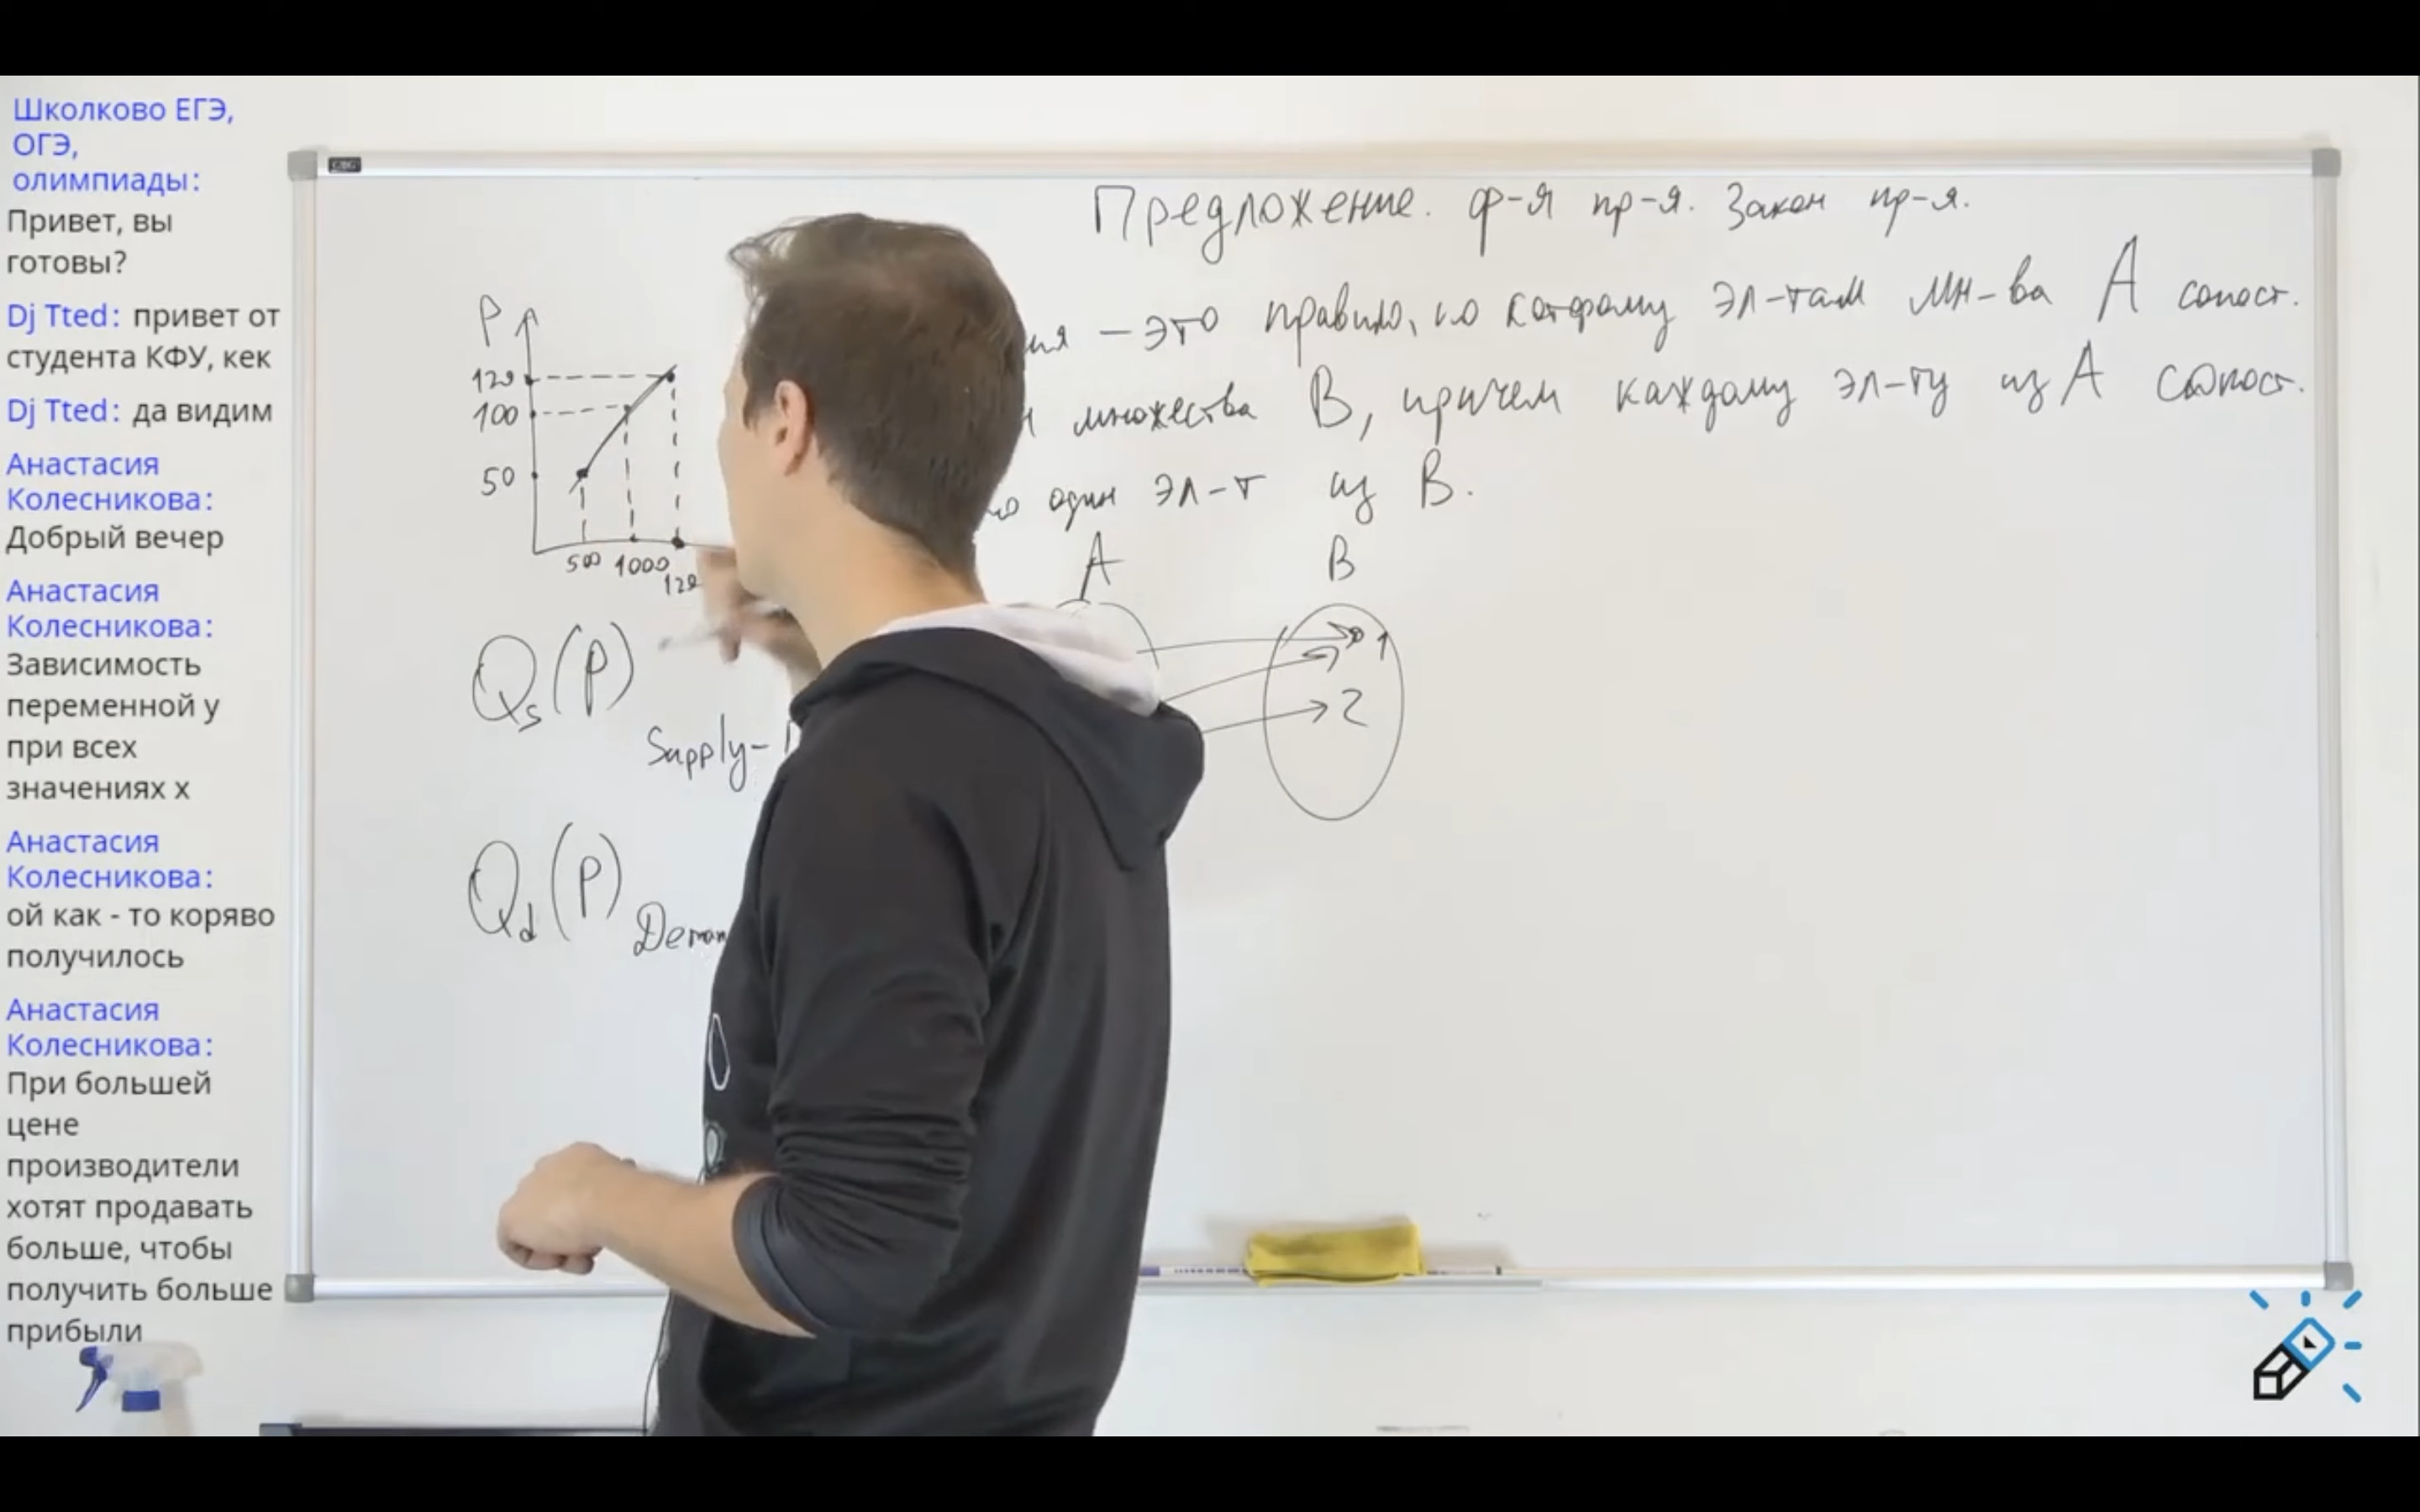 Школково ЕГЭ,
ОГЭ,
олимпиады:
Привет, вы
готовы?
Dj Tted: привет от
студента КФУ, кек
Dj Tted: да видим
Анастасия
Колесникова:
Добрый вечер
Анастасия
Колесникова:
Зависимость
переменной у
при всех
значениях х
Анастасия
Колесникова:
ой как - то коряво
получилось
Анастасия
Колесникова:
При большей
цене
производители
хотят продавать
больше, чтобы
получить больше
прибыли
Предложение. ф-я пр-я. Закон пр-я.
— это правило, по которому эл-там мн-ва А сопост.
множества В, причем каждому эл-ту из А сопост.
один эл-т из В.
P
120
100
50
500 1000
A B
1
2
Qs(P)
Supply-
Qd(P)